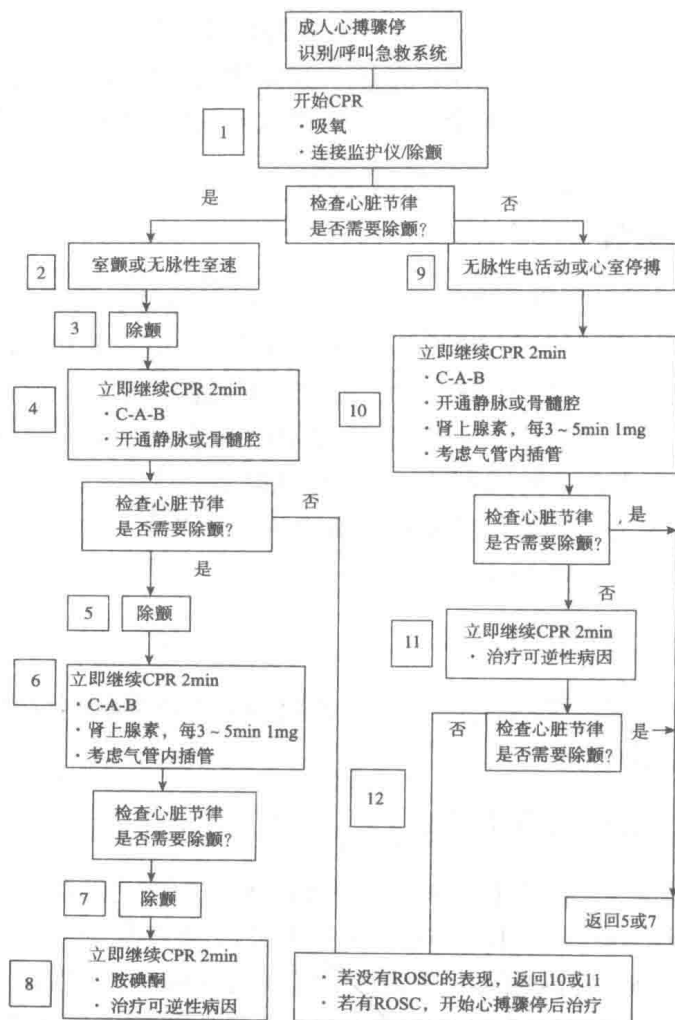 成人心搏骤停
识别/呼叫急救系统
1
开始CPR
· 吸氧
· 连接监护仪/除颤
检查心脏节律
是否需要除颤?
是
否
2
室颤或无脉性室速
3
除颤
4
立即继续CPR 2min
· C-A-B
· 开通静脉或骨髓腔
检查心脏节律
是否需要除颤?
否
是
5
除颤
6
立即继续CPR 2min
· C-A-B
· 肾上腺素,每3~5min 1mg
· 考虑气管内插管
检查心脏节律
是否需要除颤?
7
除颤
8
立即继续CPR 2min
· 胺碘酮
· 治疗可逆性病因
9
无脉性电活动或心室停搏
10
立即继续CPR 2min
· C-A-B
· 开通静脉或骨髓腔
· 肾上腺素,每3~5min 1mg
· 考虑气管内插管
检查心脏节律
是否需要除颤?
是
否
11
立即继续CPR 2min
· 治疗可逆性病因
否
检查心脏节律
是否需要除颤?
是
12
返回5或7
· 若没有ROSC的表现,返回10或11
· 若有ROSC,开始心搏骤停后治疗